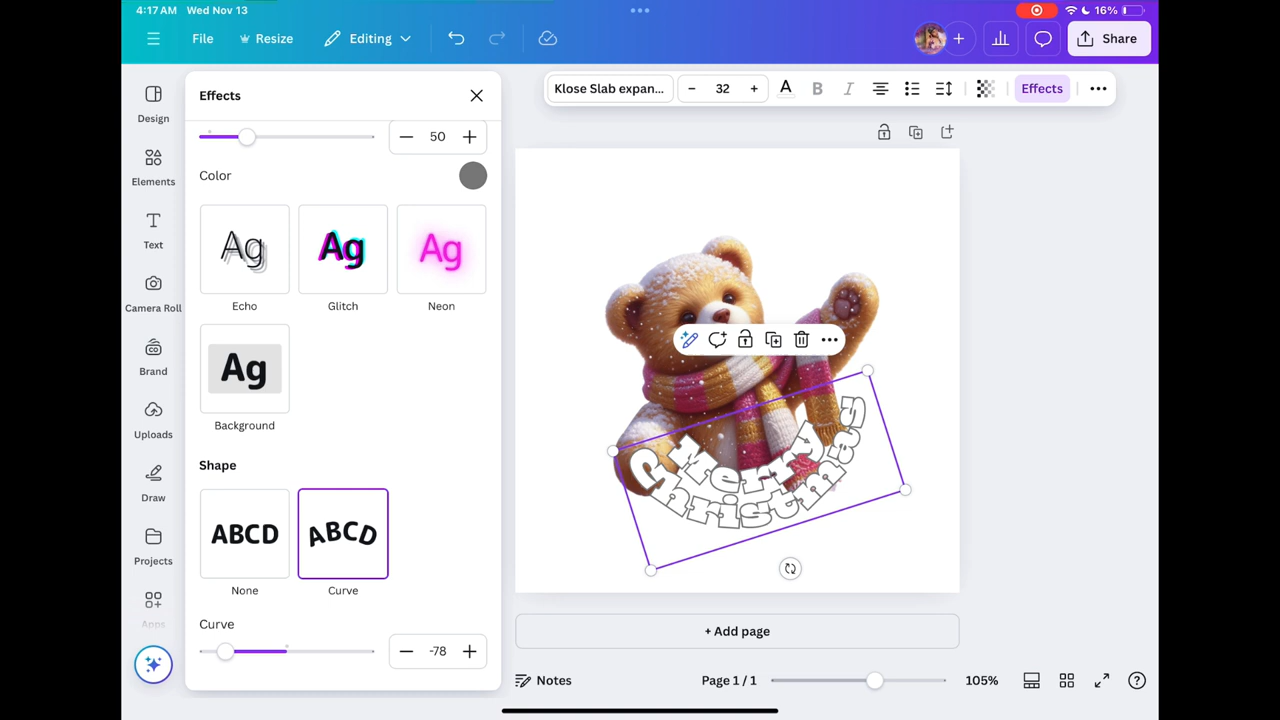 4:17 AM Wed Nov 13
16%
File
Resize
Editing
Share
Effects
Klose Slab expan...
32
A
B
I
Effects
Design
50
Color
Elements
Ag
Ag
Ag
Text
Echo
Glitch
Neon
Camera Roll
Ag
Brand
Background
Uploads
Shape
Merry
Christmas
Draw
ABCD
ABCD
Projects
None
Curve
Apps
Curve
-78
+ Add page
Notes
Page 1 / 1
105%